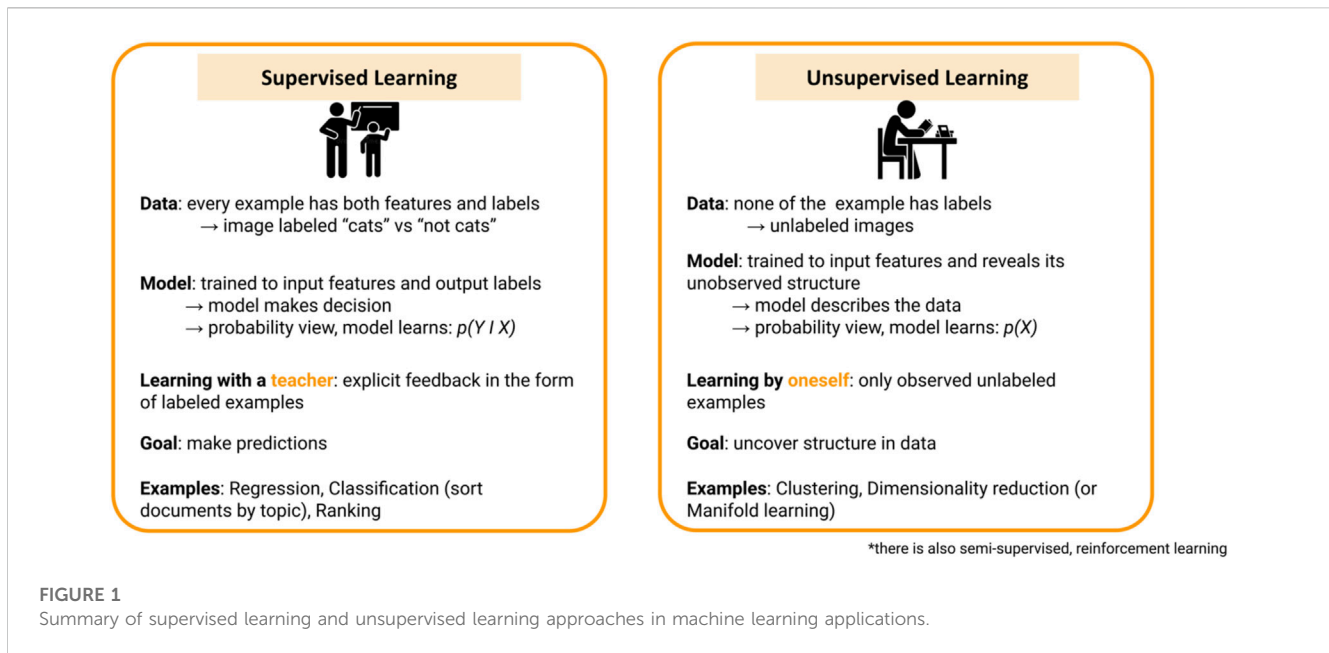 Supervised Learning
Data: every example has both features and labels
→ image labeled “cats” vs “not cats”
Model: trained to input features and output labels
→ model makes decision
→ probability view, model learns: p(Y I X)
Learning with a teacher: explicit feedback in the form
of labeled examples
Goal: make predictions
Examples: Regression, Classification (sort
documents by topic), Ranking
Unsupervised Learning
Data: none of the example has labels
→ unlabeled images
Model: trained to input features and reveals its
unobserved structure
→ model describes the data
→ probability view, model learns: p(X)
Learning by oneself: only observed unlabeled
examples
Goal: uncover structure in data
Examples: Clustering, Dimensionality reduction (or
Manifold learning)
*there is also semi-supervised, reinforcement learning
FIGURE 1
Summary of supervised learning and unsupervised learning approaches in machine learning applications.